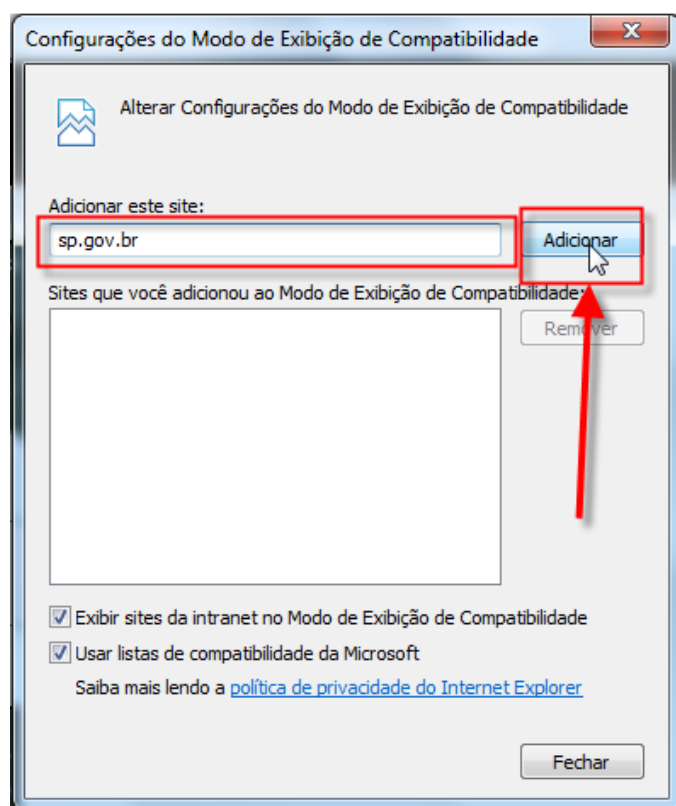 Configurações do Modo de Exibição de Compatibilidade
Alterar Configurações do Modo de Exibição de Compatibilidade
Adicionar este site:
sp.gov.br
Adicionar
Sites que você adicionou ao Modo de Exibição de Compatibilidade:
Remover
Exibir sites da intranet no Modo de Exibição de Compatibilidade
Usar listas de compatibilidade da Microsoft
Saiba mais lendo a política de privacidade do Internet Explorer
Fechar